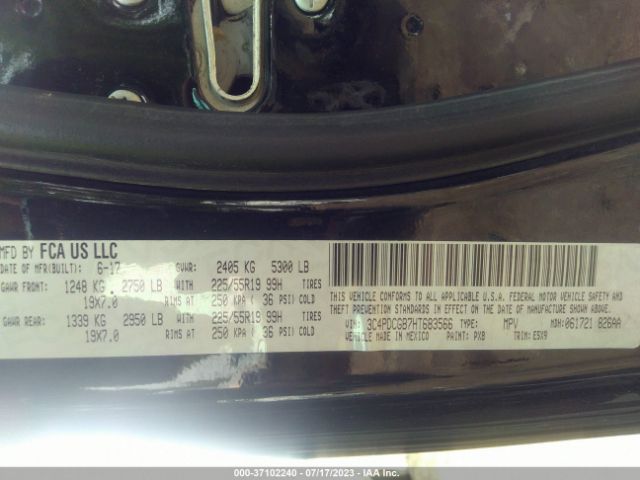 MFD BY FCA US LLC
DATE OF MFR(BUILT): 6-17 GVWR: 2405 KG 5300 LB
GAWR FRONT: 1248 KG 2750 LB WITH 225/55R19 99H TIRES
19X7.0 RIMS AT 250 KPA ( 36 PSI) COLD
GAWR REAR: 1339 KG 2950 LB WITH 225/55R19 99H TIRES
19X7.0 RIMS AT 250 KPA ( 36 PSI) COLD
THIS VEHICLE CONFORMS TO ALL APPLICABLE U.S.A. FEDERAL MOTOR VEHICLE SAFETY AND
THEFT PREVENTION STANDARDS IN EFFECT ON THE DATE OF MANUFACTURE SHOWN ABOVE.
VIN: 3C4PDCGB7HT683566 TYPE: MPV MDH: 061721 826AA
VEHICLE MADE IN MEXICO PAINT: PX8 TRIM: E5X9
000-37102240 - 07/17/2023 - IAA Inc.